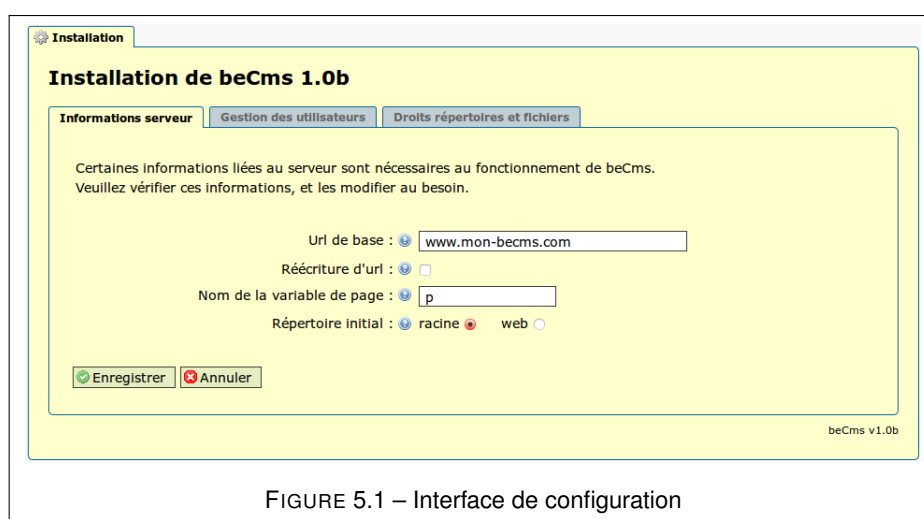 Installation
Installation de beCms 1.0b
Informations serveur Gestion des utilisateurs Droits répertoires et fichiers
Certaines informations liées au serveur sont nécessaires au fonctionnement de beCms.
Veuillez vérifier ces informations, et les modifier au besoin.
Url de base : www.mon-becms.com
Réécriture d'url :
Nom de la variable de page : p
Répertoire initial : racine web
Enregistrer Annuler
beCms v1.0b
FIGURE 5.1 – Interface de configuration